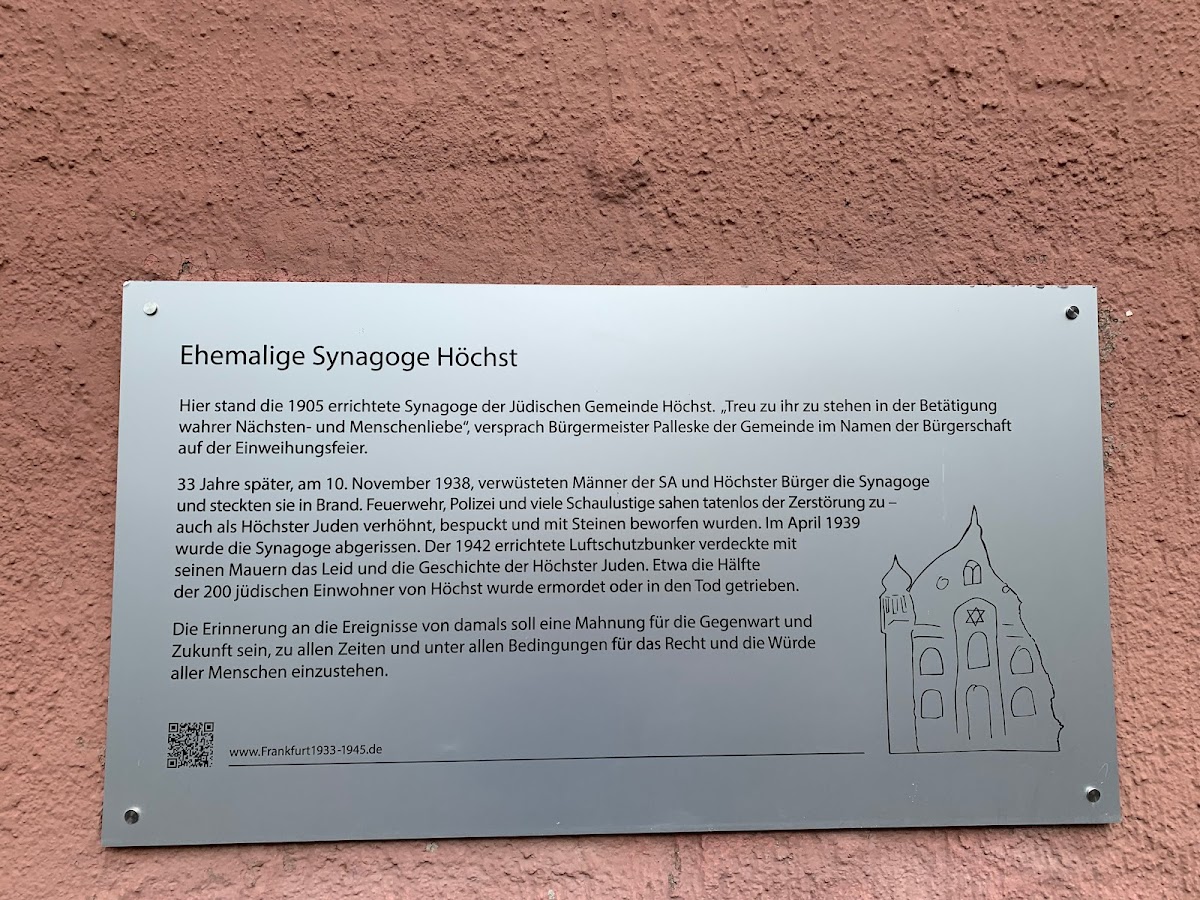 Ehemalige Synagoge Höchst
Hier stand die 1905 errichtete Synagoge der Jüdischen Gemeinde Höchst. „Treu zu ihr zu stehen in der Betätigung
wahrer Nächsten- und Menschenliebe“, versprach Bürgermeister Palleske der Gemeinde im Namen der Bürgerschaft
auf der Einweihungsfeier.
33 Jahre später, am 10. November 1938, verwüsteten Männer der SA und Höchster Bürger die Synagoge
und steckten sie in Brand. Feuerwehr, Polizei und viele Schaulustige sahen tatenlos der Zerstörung zu –
auch als Höchster Juden verhöhnt, bespuckt und mit Steinen beworfen wurden. Im April 1939
wurde die Synagoge abgerissen. Der 1942 errichtete Luftschutzbunker verdeckte mit
seinen Mauern das Leid und die Geschichte der Höchster Juden. Etwa die Hälfte
der 200 jüdischen Einwohner von Höchst wurde ermordet oder in den Tod getrieben.
Die Erinnerung an die Ereignisse von damals soll eine Mahnung für die Gegenwart und
Zukunft sein, zu allen Zeiten und unter allen Bedingungen für das Recht und die Würde
aller Menschen einzustehen.
www.Frankfurt1933-1945.de